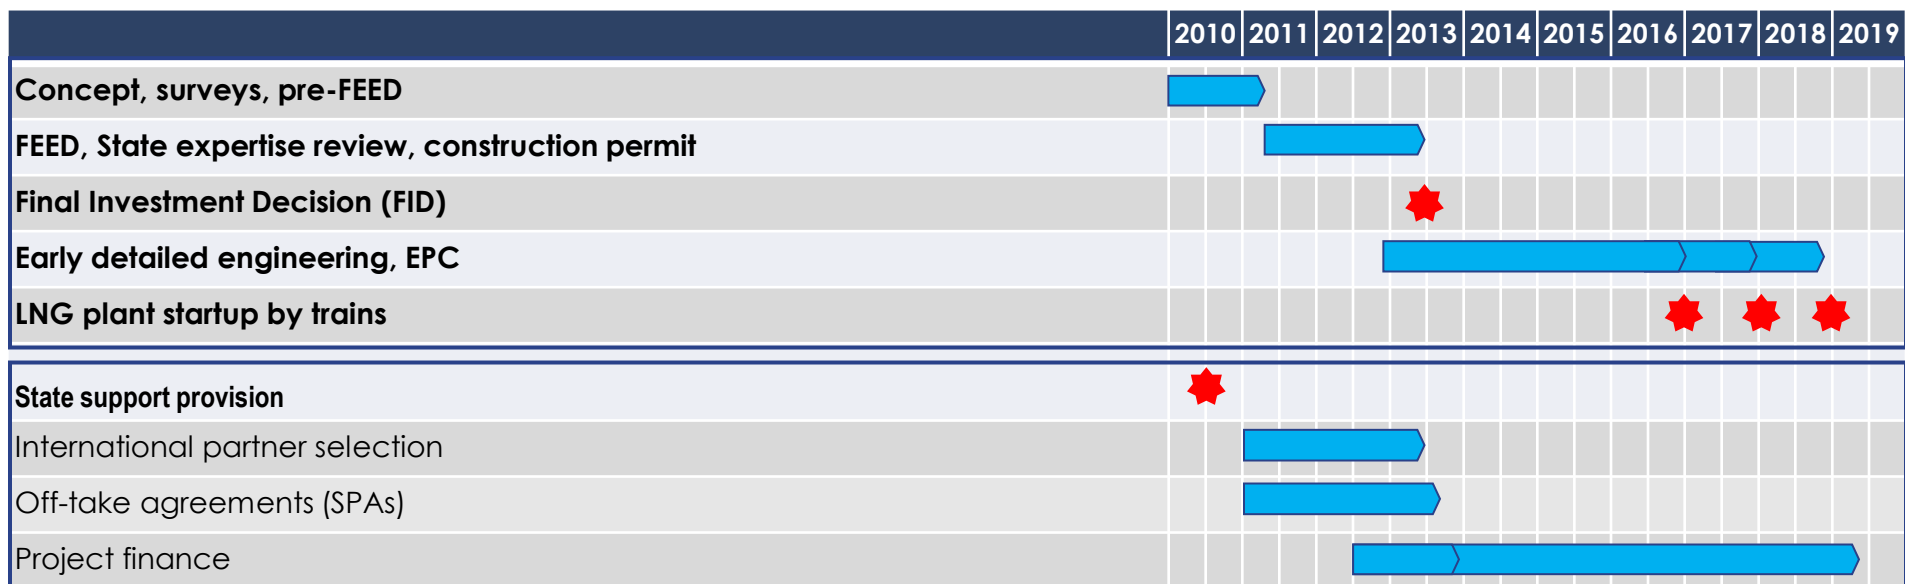 2010 2011 2012 2013 2014 2015 2016 2017 2018 2019
Concept, surveys, pre-FEED
FEED, State expertise review, construction permit
Final Investment Decision (FID)
Early detailed engineering, EPC
LNG plant startup by trains
State support provision
International partner selection
Off-take agreements (SPAs)
Project finance